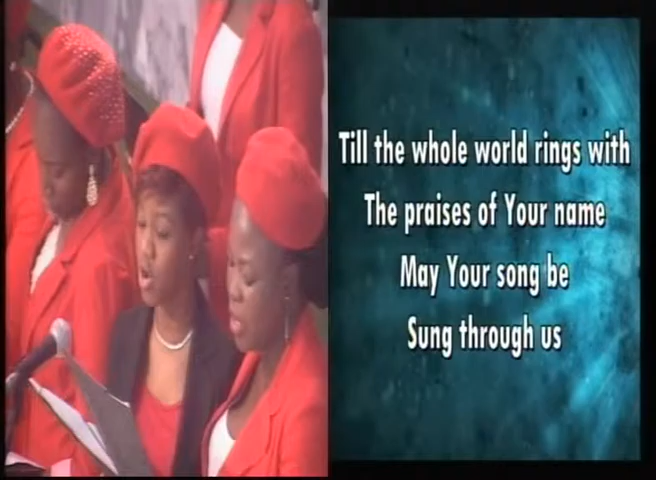 Till the whole world rings with
The praises of Your name
May Your song be
Sung through us